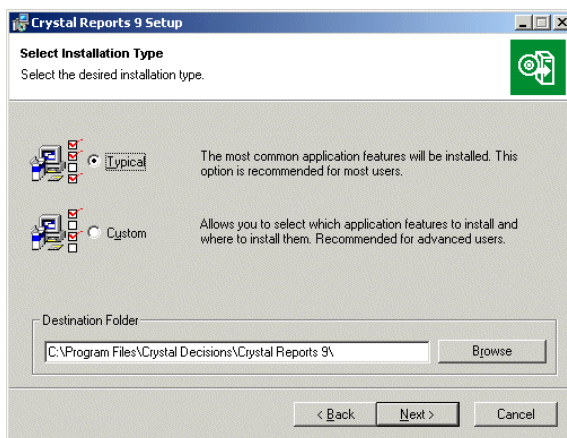 Crystal Reports 9 Setup
Select Installation Type
Select the desired installation type.
Typical
The most common application features will be installed. This
option is recommended for most users.
Custom
Allows you to select which application features to install and
where to install them. Recommended for advanced users.
Destination Folder
C:\Program Files\Crystal Decisions\Crystal Reports 9\
Browse
< Back
Next >
Cancel